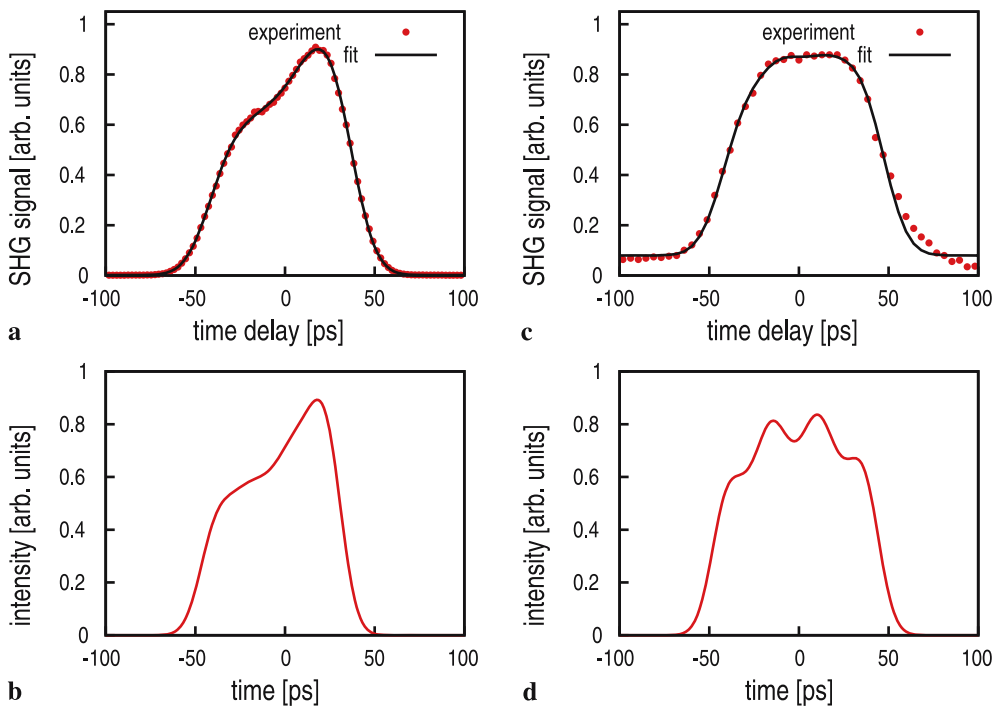 1
0.8
0.6
0.4
0.2
0
-100
-50
0
50
100
SHG signal [arb. units]
time delay [ps]
experiment
fit
a
1
0.8
0.6
0.4
0.2
0
-100
-50
0
50
100
SHG signal [arb. units]
time delay [ps]
experiment
fit
c
1
0.8
0.6
0.4
0.2
0
-100
-50
0
50
100
intensity [arb. units]
time [ps]
b
1
0.8
0.6
0.4
0.2
0
-100
-50
0
50
100
intensity [arb. units]
time [ps]
d